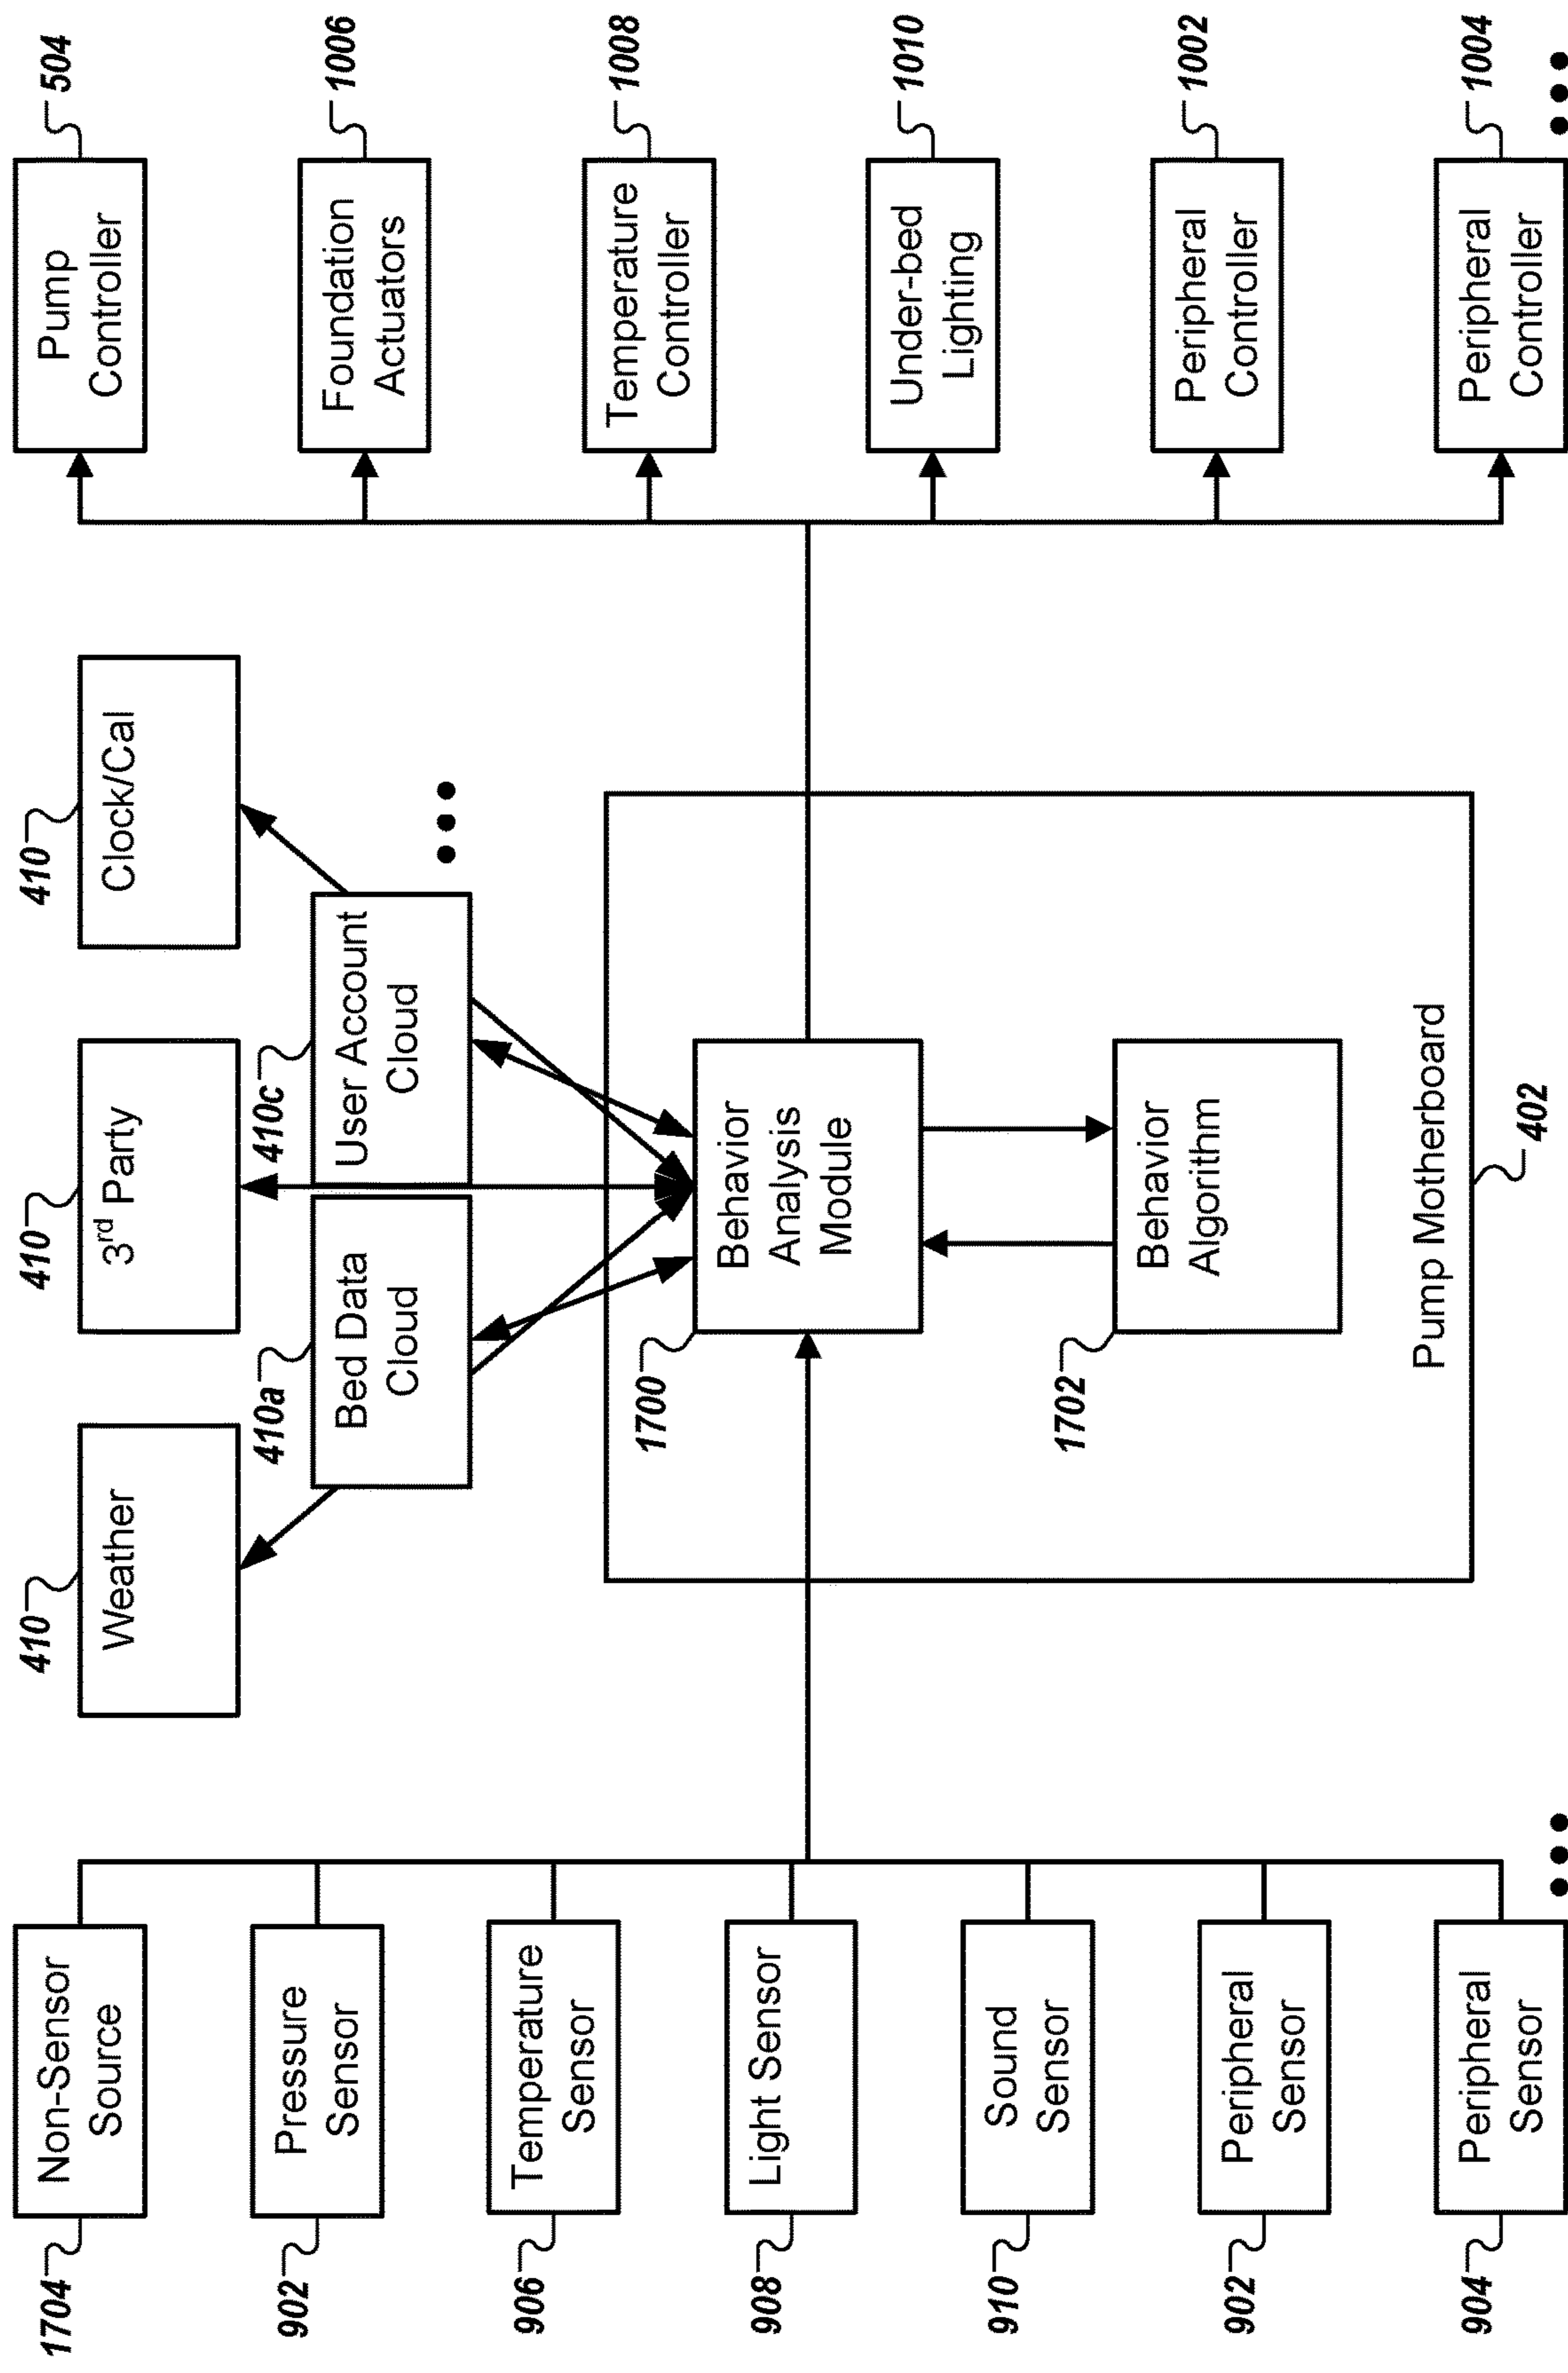 1704
Non-Sensor
Source
902
Pressure
Sensor
906
Temperature
Sensor
908
Light Sensor
910
Sound
Sensor
902
Peripheral
Sensor
904
Peripheral
Sensor
410
Weather
410
3rd Party
410
Clock/Cal
410a
Bed Data
Cloud
410c
User Account
Cloud
1700
Behavior
Analysis
Module
1702
Behavior
Algorithm
Pump Motherboard
402
Pump
Controller
504
Foundation
Actuators
1006
Temperature
Controller
1008
Under-bed
Lighting
1010
Peripheral
Controller
1002
Peripheral
Controller
1004